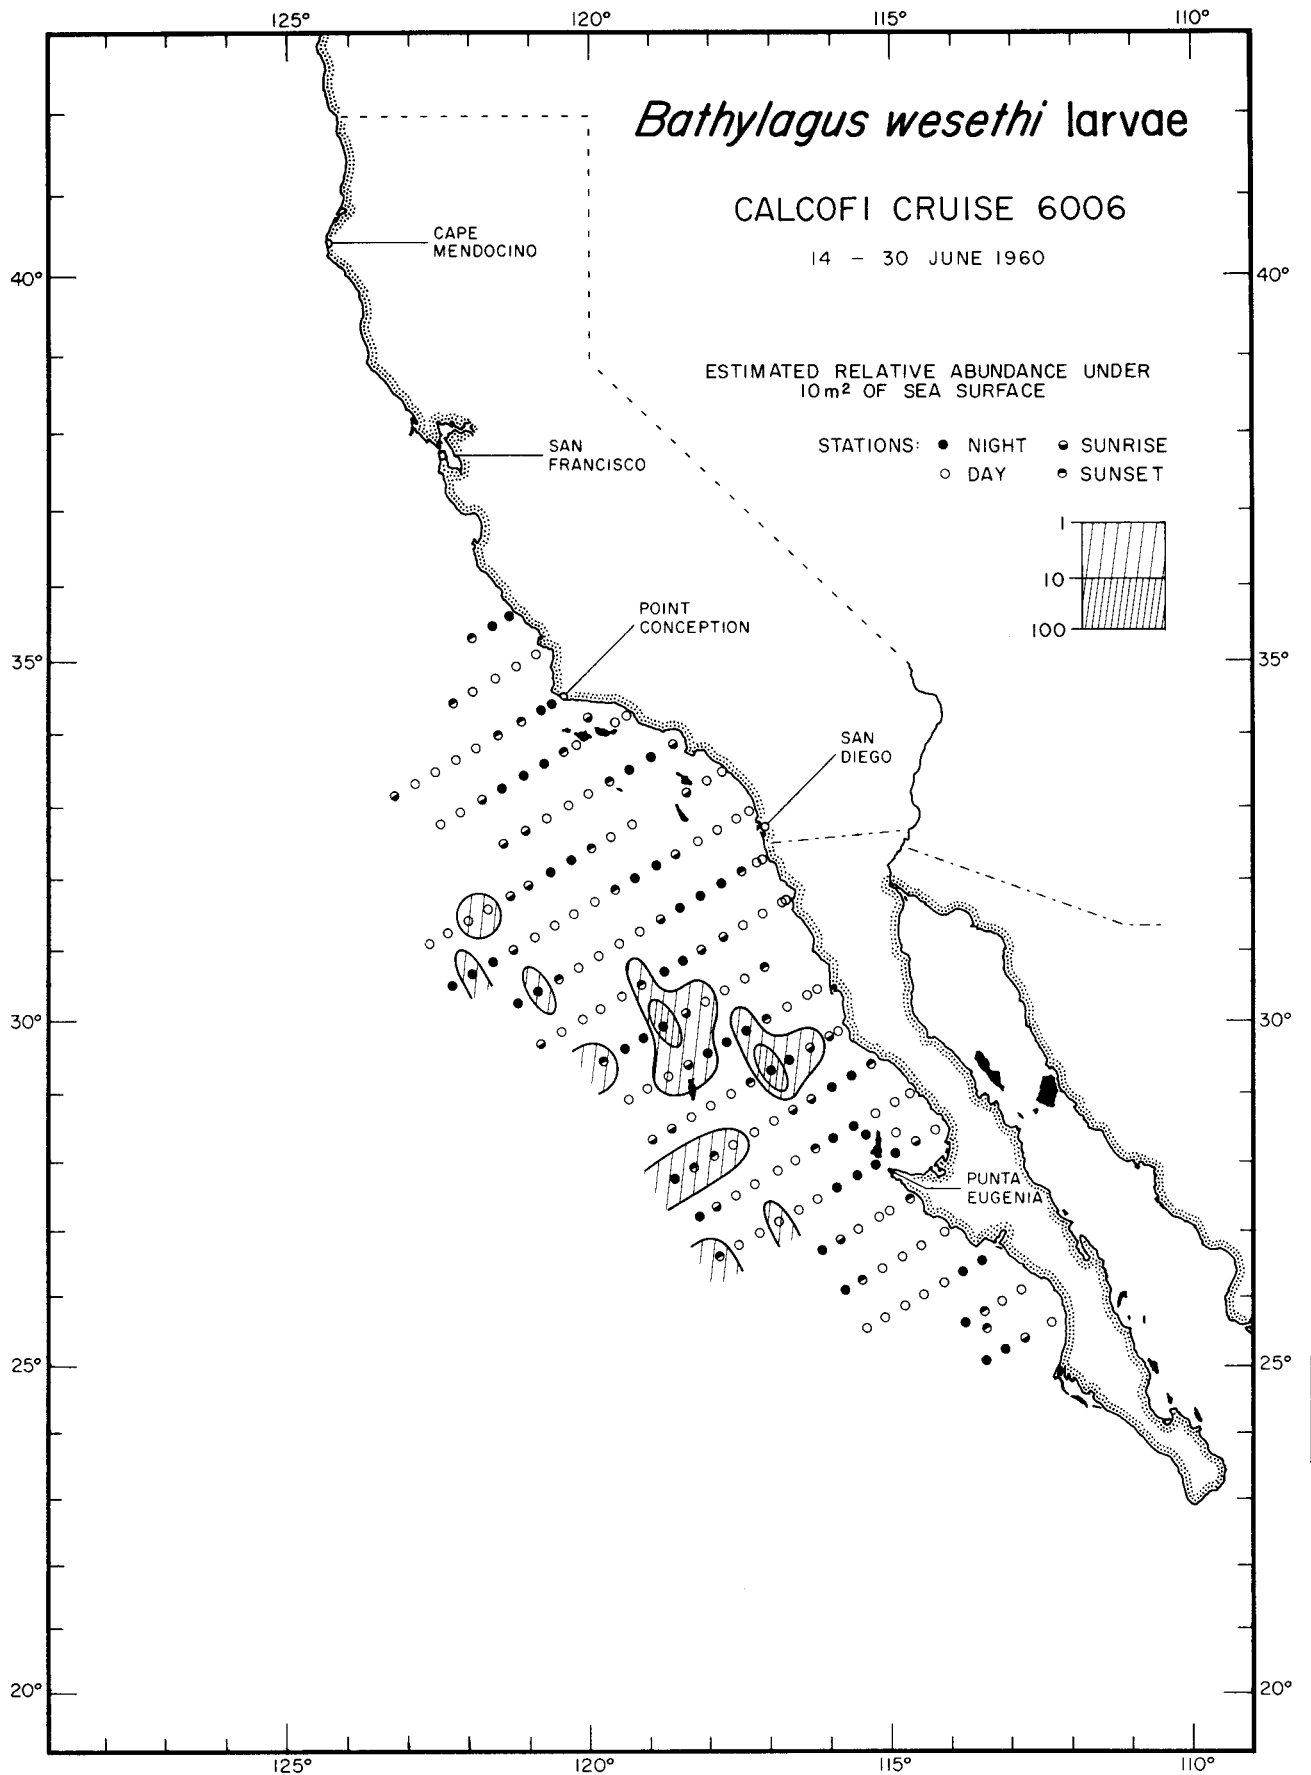 125° 120° 115° 110°
Bathylagus wesethi larvae
CALCOFI CRUISE 6006
14 – 30 JUNE 1960
CAPE
MENDOCINO
40° 40°
ESTIMATED RELATIVE ABUNDANCE UNDER
10 m² OF SEA SURFACE
STATIONS: ● NIGHT ◒ SUNRISE
○ DAY ◓ SUNSET
SAN
FRANCISCO
1
10
100
POINT
CONCEPTION
35° 35°
SAN
DIEGO
30° 30°
PUNTA
EUGENIA
25° 25°
20° 20°
125° 120° 115° 110°